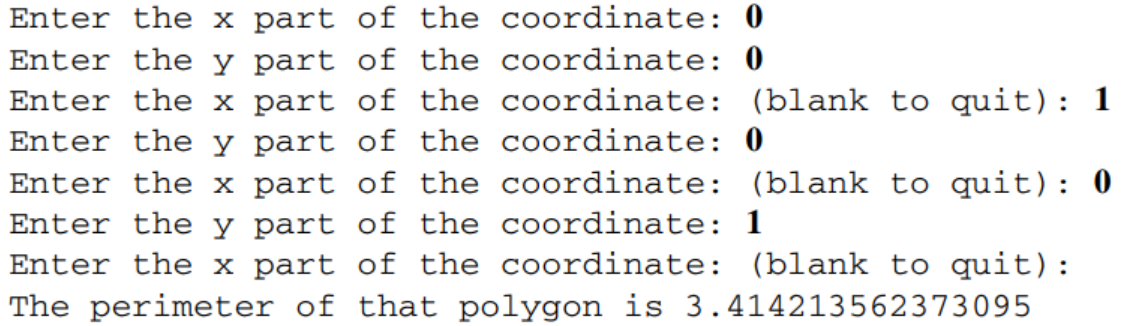 Enter the x part of the coordinate: 0
Enter the y part of the coordinate: 0
Enter the x part of the coordinate: (blank to quit): 1
Enter the y part of the coordinate: 0
Enter the x part of the coordinate: (blank to quit): 0
Enter the y part of the coordinate: 1
Enter the x part of the coordinate: (blank to quit):
The perimeter of that polygon is 3.414213562373095